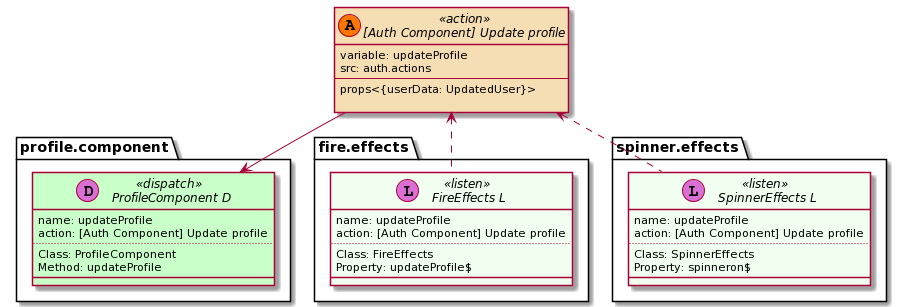 A
«action»
[Auth Component] Update profile
variable: updateProfile
src: auth.actions
props<{userData: UpdatedUser}>
profile.component
D
«dispatch»
ProfileComponent D
name: updateProfile
action: [Auth Component] Update profile
Class: ProfileComponent
Method: updateProfile
fire.effects
L
«listen»
FireEffects L
name: updateProfile
action: [Auth Component] Update profile
Class: FireEffects
Property: updateProfile$
spinner.effects
L
«listen»
SpinnerEffects L
name: updateProfile
action: [Auth Component] Update profile
Class: SpinnerEffects
Property: spinneron$